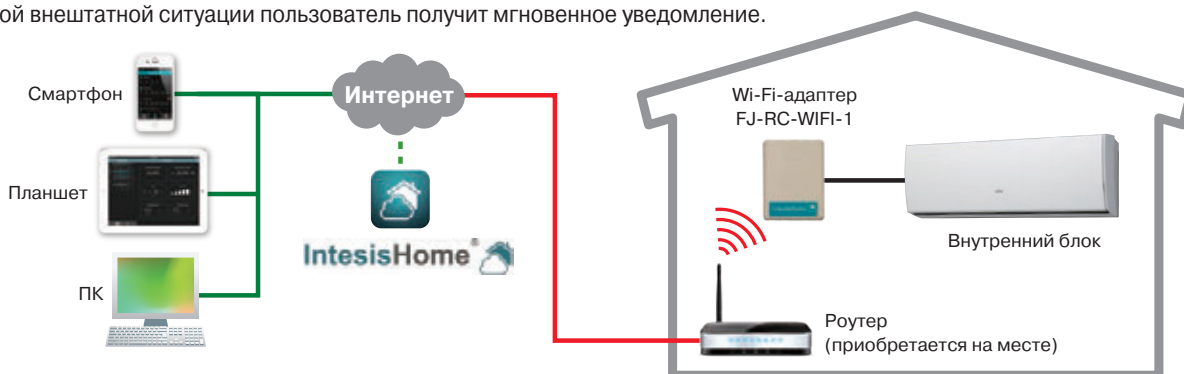 ой внештатной ситуации пользователь получит мгновенное уведомление.
Смартфон
Интернет
Wi-Fi-адаптер
FJ-RC-WIFI-1
Планшет
IntesisHome®
Внутренний блок
ПК
Роутер
(приобретается на месте)